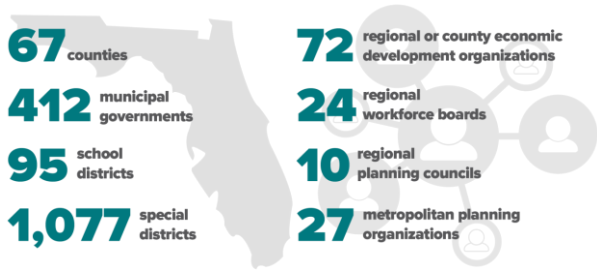 67 counties
412 municipal
governments
95 school
districts
1,077 special
districts
72 regional or county economic
development organizations
24 regional
workforce boards
10 regional
planning councils
27 metropolitan planning
organizations